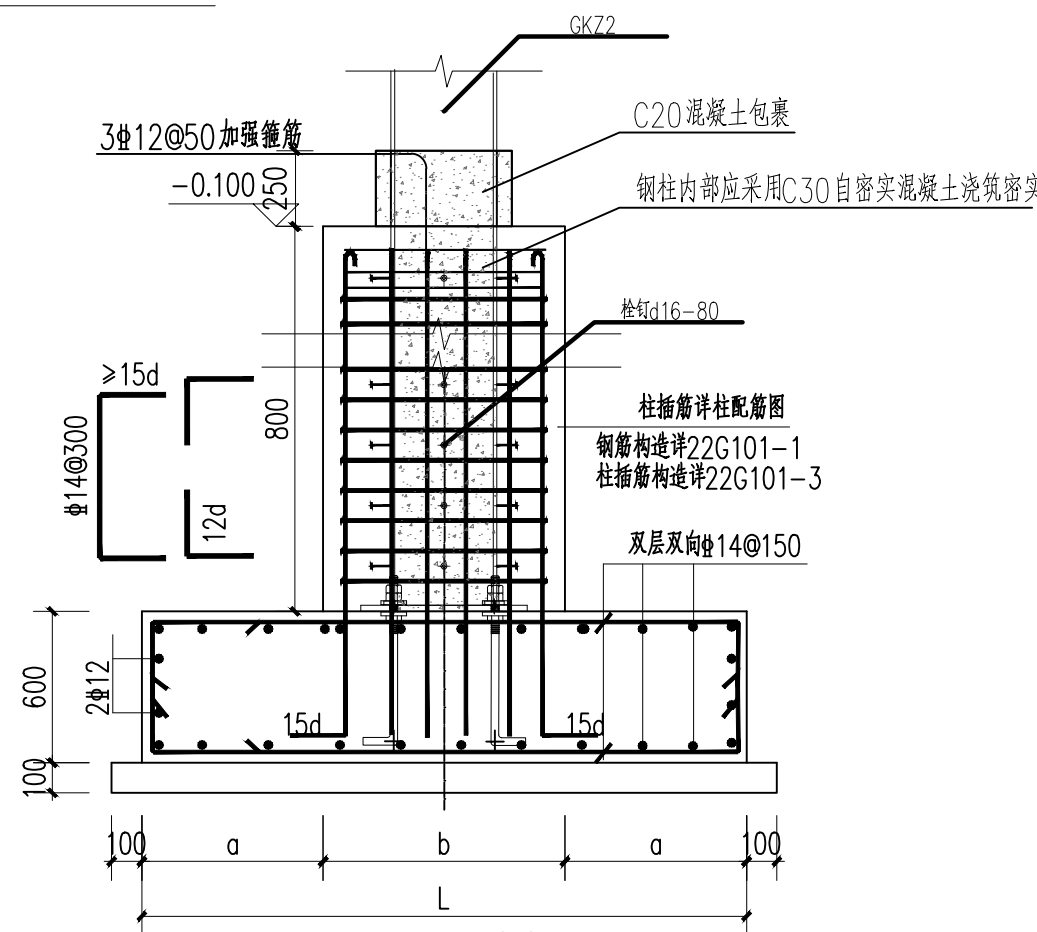 GKZ2
C20混凝土包裹
3⌀12@50加强箍筋
-0.100
250
钢柱内部应采用C30自密实混凝土浇筑密实
栓钉d16-80
≥15d
⌀14@300
12d
800
柱插筋详柱配筋图
钢筋构造详22G101-1
柱插筋构造详22G101-3
双层双向⌀14@150
600
2⌀12
15d
15d
100
100
a
b
a
100
L